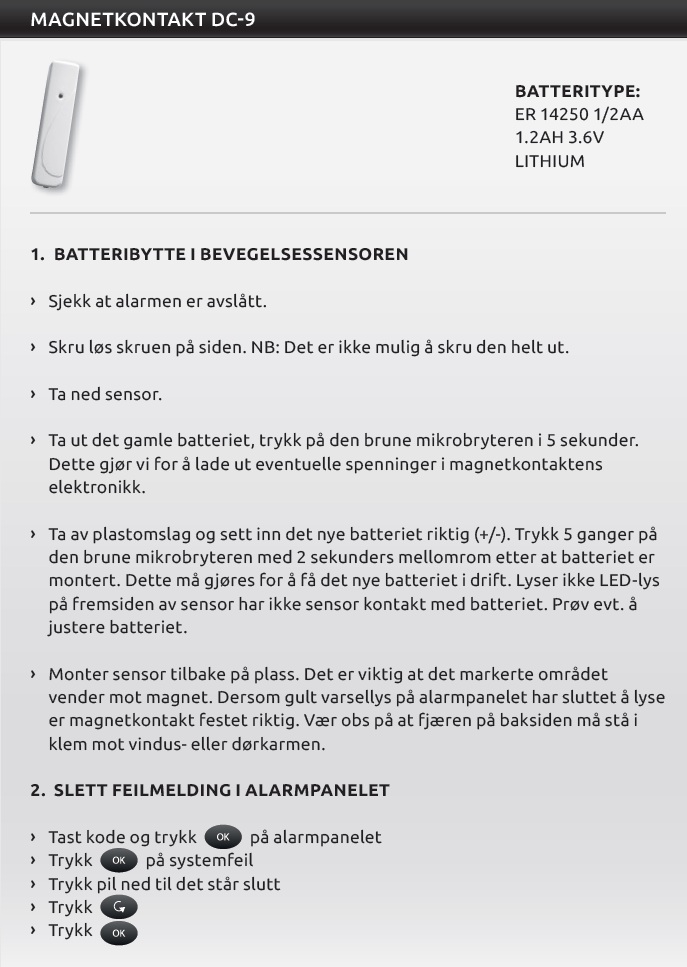 MAGNETKONTAKT DC-9
BATTERITYPE:
ER 14250 1/2AA
1.2AH 3.6V
LITHIUM
1. BATTERIBYTTE I BEVEGELSESSENSOREN
› Sjekk at alarmen er avslått.
› Skru løs skruen på siden. NB: Det er ikke mulig å skru den helt ut.
› Ta ned sensor.
› Ta ut det gamle batteriet, trykk på den brune mikrobryteren i 5 sekunder.
Dette gjør vi for å lade ut eventuelle spenninger i magnetkontaktens
elektronikk.
› Ta av plastomslag og sett inn det nye batteriet riktig (+/-). Trykk 5 ganger på
den brune mikrobryteren med 2 sekunders mellomrom etter at batteriet er
montert. Dette må gjøres for å få det nye batteriet i drift. Lyser ikke LED-lys
på fremsiden av sensor har ikke sensor kontakt med batteriet. Prøv evt. å
justere batteriet.
› Monter sensor tilbake på plass. Det er viktig at det markerte området
vender mot magnet. Dersom gult varsellys på alarmpanelet har sluttet å lyse
er magnetkontakt festet riktig. Vær obs på at fjæren på baksiden må stå i
klem mot vindus- eller dørkarmen.
2. SLETT FEILMELDING I ALARMPANELET
› Tast kode og trykk OK på alarmpanelet
› Trykk OK på systemfeil
› Trykk pil ned til det står slutt
› Trykk
› Trykk OK